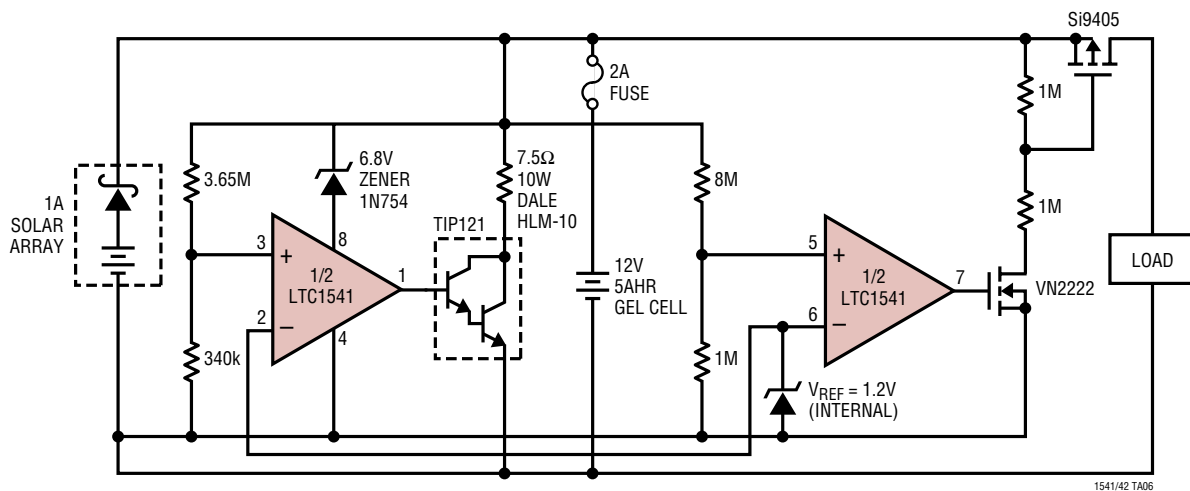 Si9405
2A
FUSE
1M
1A
SOLAR
ARRAY
3.65M
6.8V
ZENER
1N754
7.5Ω
10W
DALE
HLM-10
TIP121
8M
1M
3
+
8
1/2
LTC1541
1
2
–
4
340k
12V
5AHR
GEL CELL
5
+
1/2
LTC1541
7
6
–
VN2222
LOAD
1M
VREF = 1.2V
(INTERNAL)
1541/42 TA06